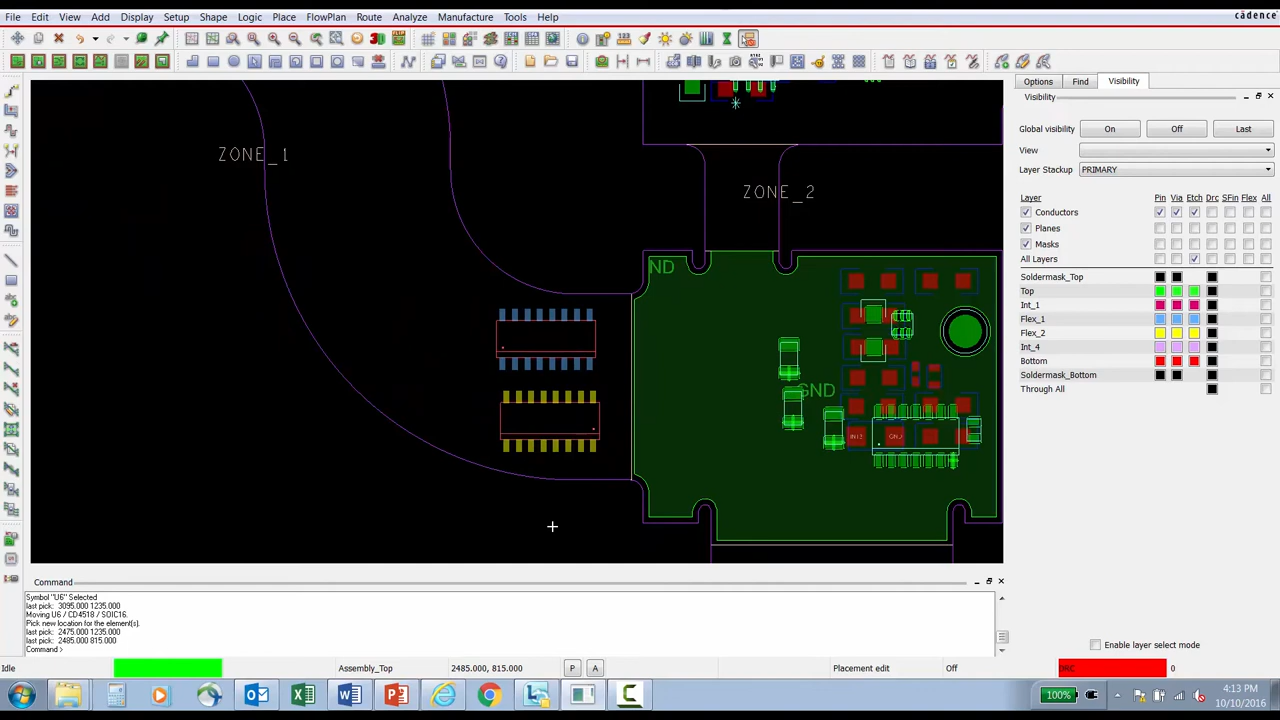 File Edit View Add Display Setup Shape Logic Place FlowPlan Route Analyze Manufacture Tools Help
cādence
Options Find Visibility
Visibility
Global visibility On Off Last
View
Layer Stackup PRIMARY
Layer Pin Via Etch Drc SFin Flex All
Conductors
Planes
Masks
All Layers
Soldermask_Top
Top
Int_1
Flex_1
Flex_2
Int_4
Bottom
Soldermask_Bottom
Through All
Enable layer select mode
ZONE_1
ZONE_2
ND
GND
Command
Symbol "U6" Selected
last pick: 3095.000 1235.000
Moving U6 / CD4518 / SOIC16.
Pick new location for the element(s).
last pick: 2475.000 1235.000
last pick: 2485.000 815.000
Command >
Idle Assembly_Top 2485.000, 815.000 P A Placement edit Off DRC 0
100% 4:13 PM
10/10/2016